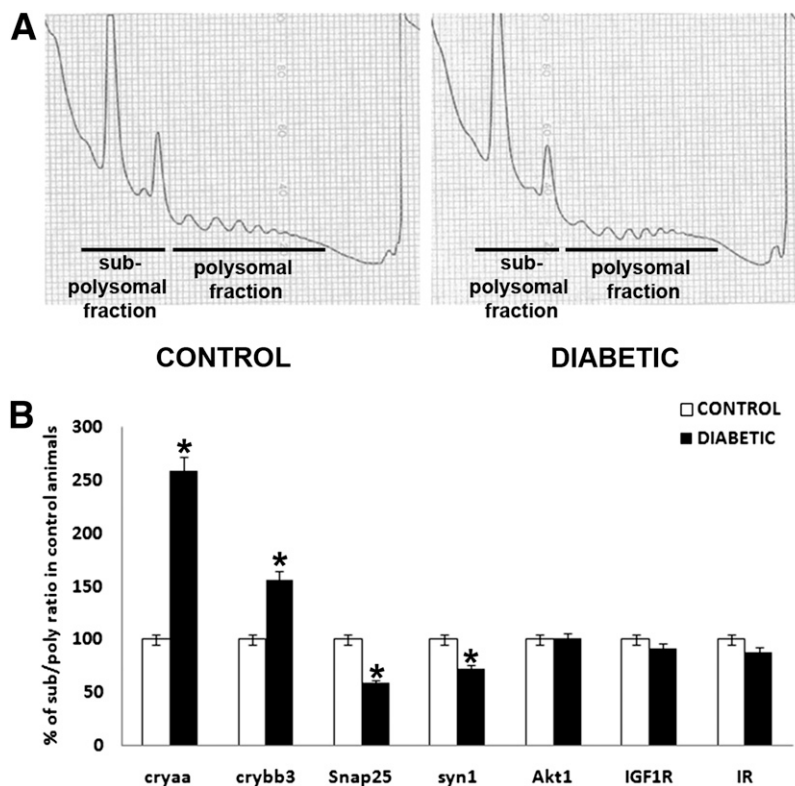 A
sub-
polysomal
fraction
polysomal
fraction
CONTROL
sub-
polysomal
fraction
polysomal
fraction
DIABETIC
B
% of sub/poly ratio in control animals
300
250
200
150
100
50
0
CONTROL
DIABETIC
*
*
*
*
cryaa
crybb3
Snap25
syn1
Akt1
IGF1R
IR